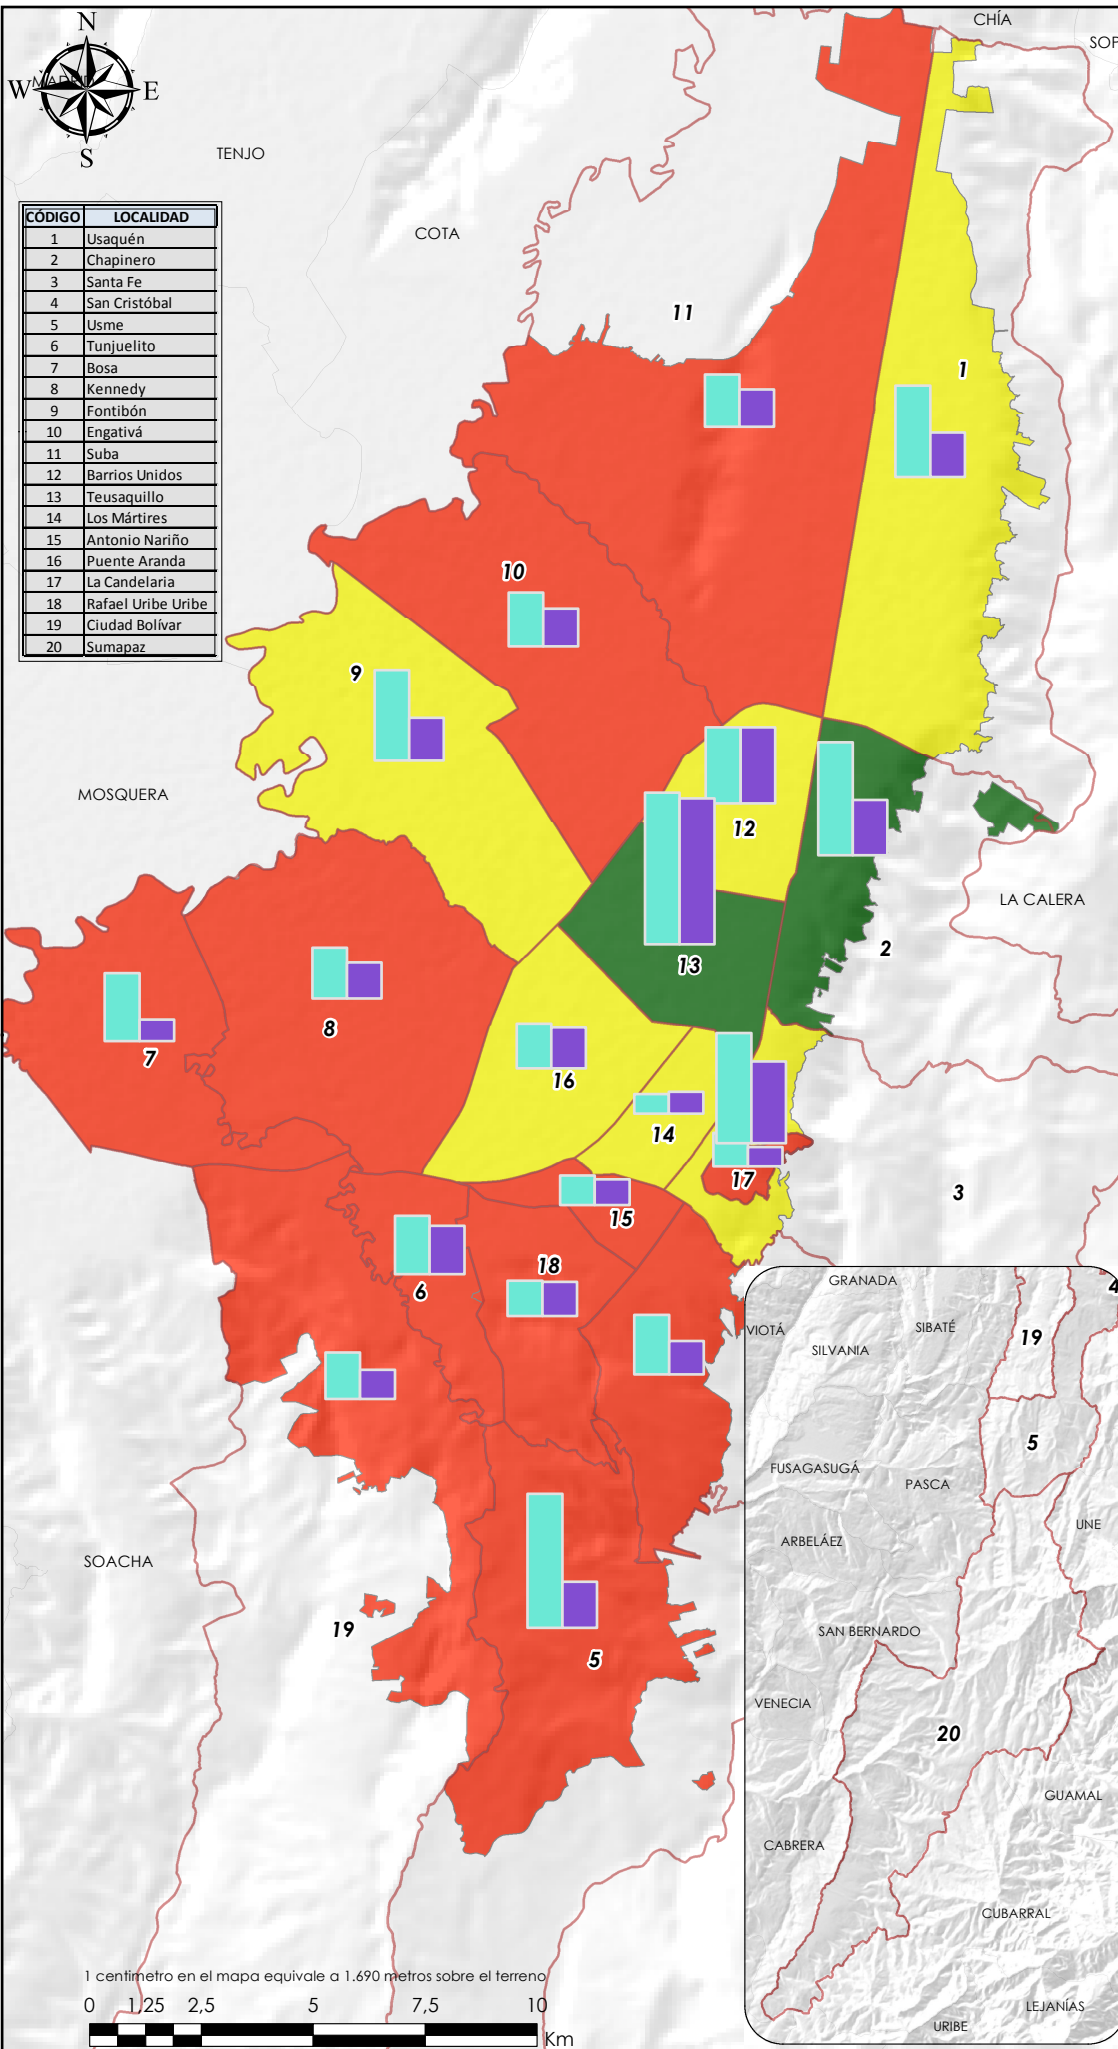 CHÍA
SOP
N
W
E
S
MADRID
TENJO
COTA
CÓDIGO LOCALIDAD
1 Usaquén
2 Chapinero
3 Santa Fe
4 San Cristóbal
5 Usme
6 Tunjuelito
7 Bosa
8 Kennedy
9 Fontibón
10 Engativá
11 Suba
12 Barrios Unidos
13 Teusaquillo
14 Los Mártires
15 Antonio Nariño
16 Puente Aranda
17 La Candelaria
18 Rafael Uribe Uribe
19 Ciudad Bolívar
20 Sumapaz
11
1
10
9
MOSQUERA
12
LA CALERA
2
13
8
7
16
14
17
3
15
18
6
SOACHA
19
5
GRANADA
4
VIOTÁ
SIBATÉ
19
SILVANIA
5
FUSAGASUGÁ
PASCA
UNE
ARBELÁEZ
SAN BERNARDO
VENECIA
20
GUAMAL
CABRERA
CUBARRAL
LEJANÍAS
URIBE
1 centimetro en el mapa equivale a 1.690 metros sobre el terreno
0 1,25 2,5 5 7,5 10
Km